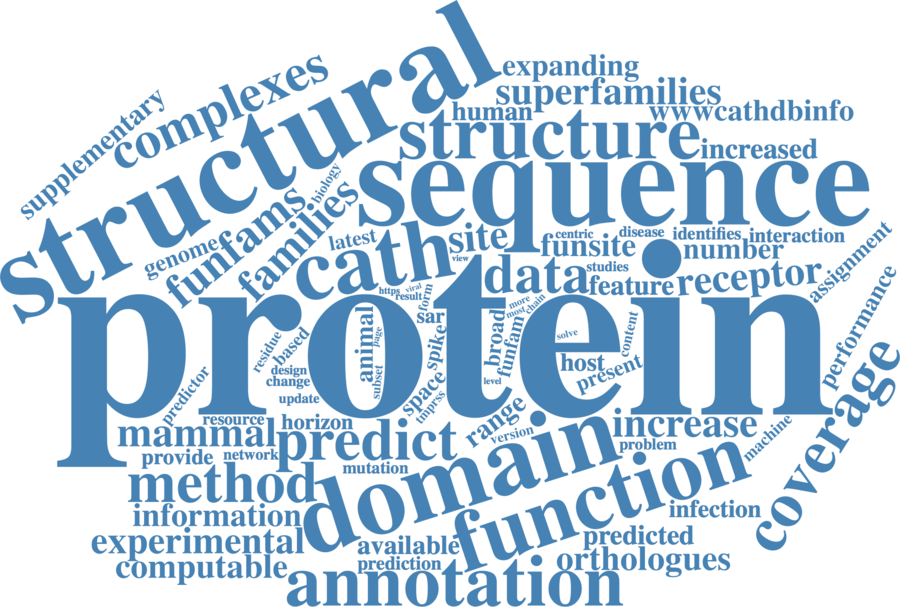 structural
complexes
supplementary
expanding
superfamilies
human
wwwcathdbinfo
structure
increased
sequence
biology
families
funfams
genome
latest
cath
site
view
centric
funsite
disease
identifies
interaction
number
data
studies
feature
receptor
assignment
performance
coverage
protein
https
viral
result
form
sar
spike
space
tmprss
animal
page
subset
residue
based
design
change
update
predictor
broad
funfam
more
most
chain
level
solve
host
present
content
resource
horizon
mammal
predict
provide
network
mutation
range
version
domain
increase
problem
machine
method
function
information
infection
experimental
available
predicted
prediction
orthologues
computable
annotation